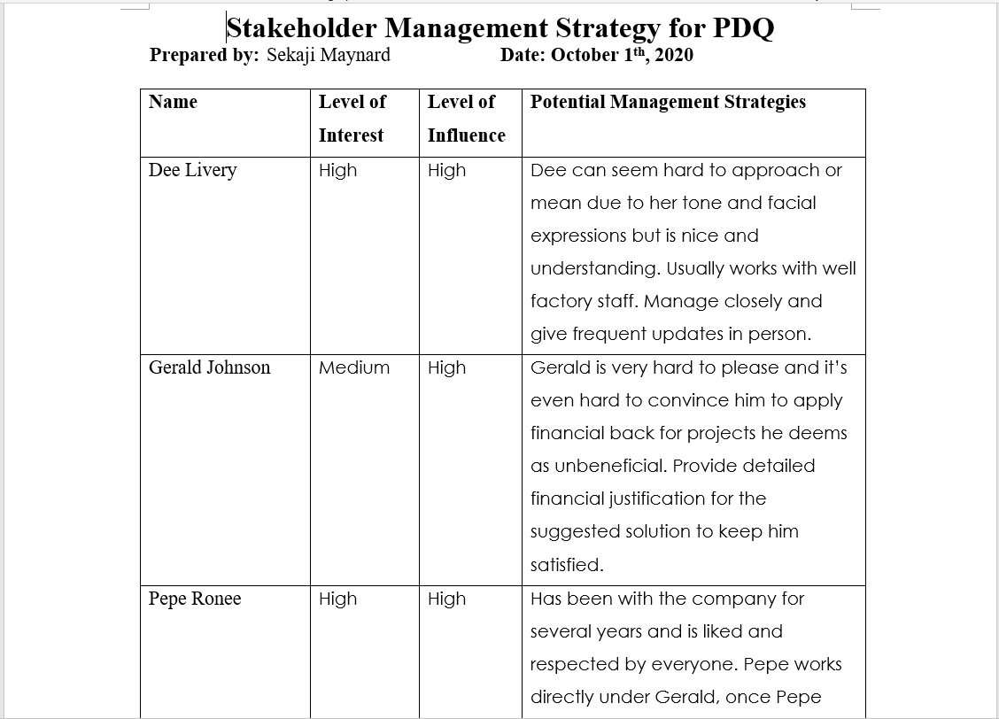 Stakeholder Management Strategy for PDQ
Prepared by: Sekaji Maynard Date: October 1th, 2020
Name Level of Interest Level of Influence Potential Management Strategies
Dee Livery High High Dee can seem hard to approach or
mean due to her tone and facial
expressions but is nice and
understanding. Usually works with well
factory staff. Manage closely and
give frequent updates in person.
Gerald Johnson Medium High Gerald is very hard to please and it’s
even hard to convince him to apply
financial back for projects he deems
as unbeneficial. Provide detailed
financial justification for the
suggested solution to keep him
satisfied.
Pepe Ronee High High Has been with the company for
several years and is liked and
respected by everyone. Pepe works
directly under Gerald, once Pepe